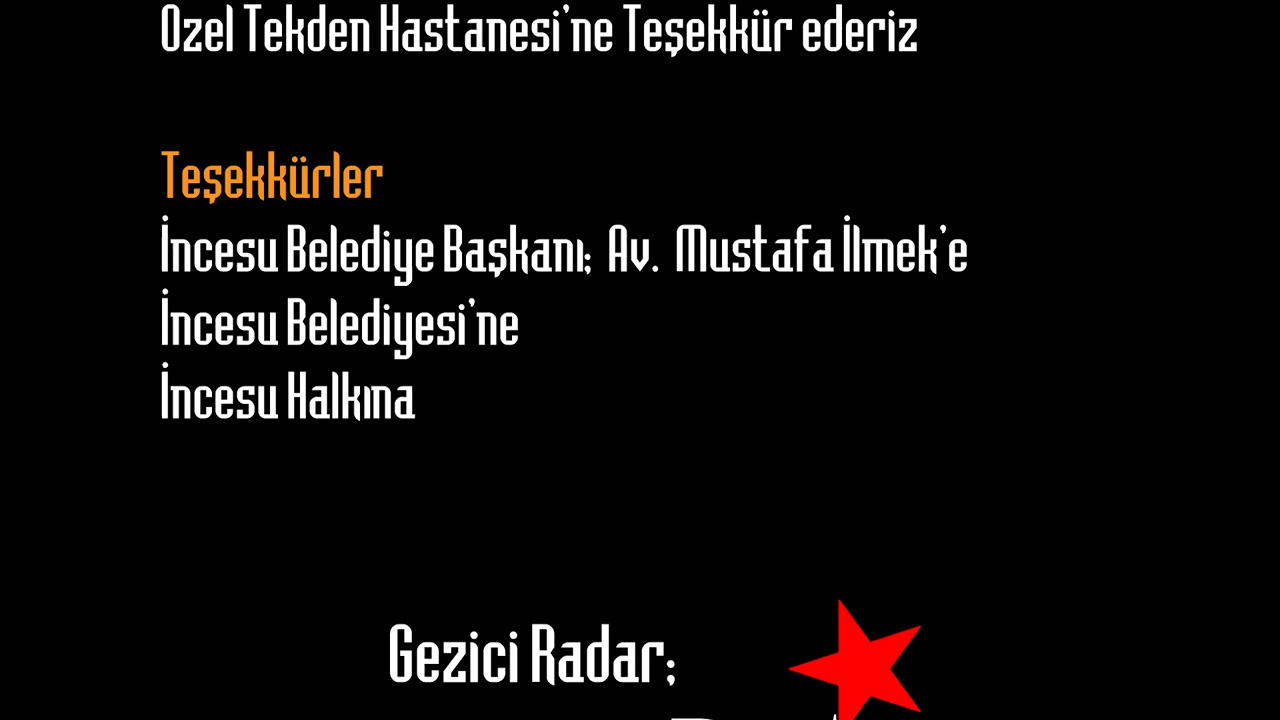 Özel Tekden Hastanesi'ne Teşekkür ederiz
Teşekkürler
İncesu Belediye Başkanı; Av. Mustafa İlmek'e
İncesu Belediyesi'ne
İncesu Halkına
Gezici Radar;